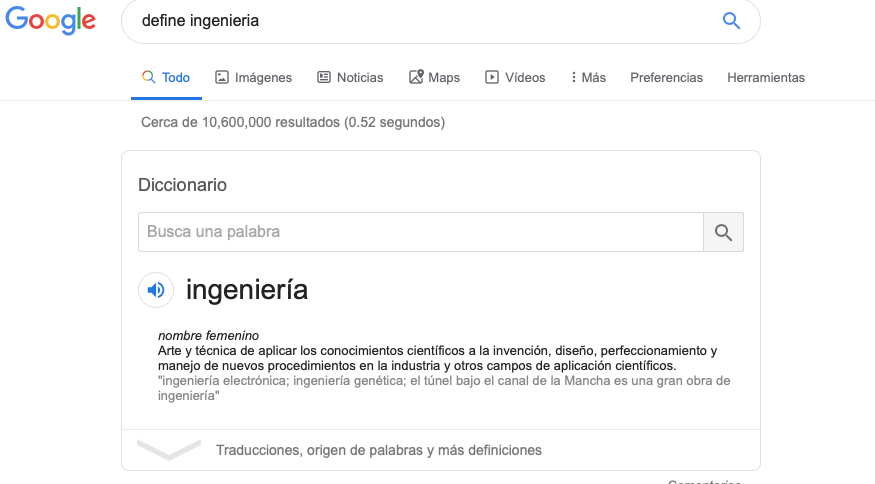 Google
define ingenieria
Todo
Imágenes
Noticias
Maps
Vídeos
Más
Preferencias
Herramientas
Cerca de 10,600,000 resultados (0.52 segundos)
Diccionario
Busca una palabra
ingeniería
nombre femenino
Arte y técnica de aplicar los conocimientos científicos a la invención, diseño, perfeccionamiento y
manejo de nuevos procedimientos en la industria y otros campos de aplicación científicos.
"ingeniería electrónica; ingeniería genética; el túnel bajo el canal de la Mancha es una gran obra de
ingeniería"
Traducciones, origen de palabras y más definiciones